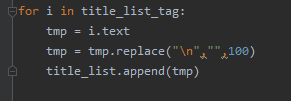 for i in title_list_tag:
    tmp = i.text
    tmp = tmp.replace("\n","",100)
    title_list.append(tmp)